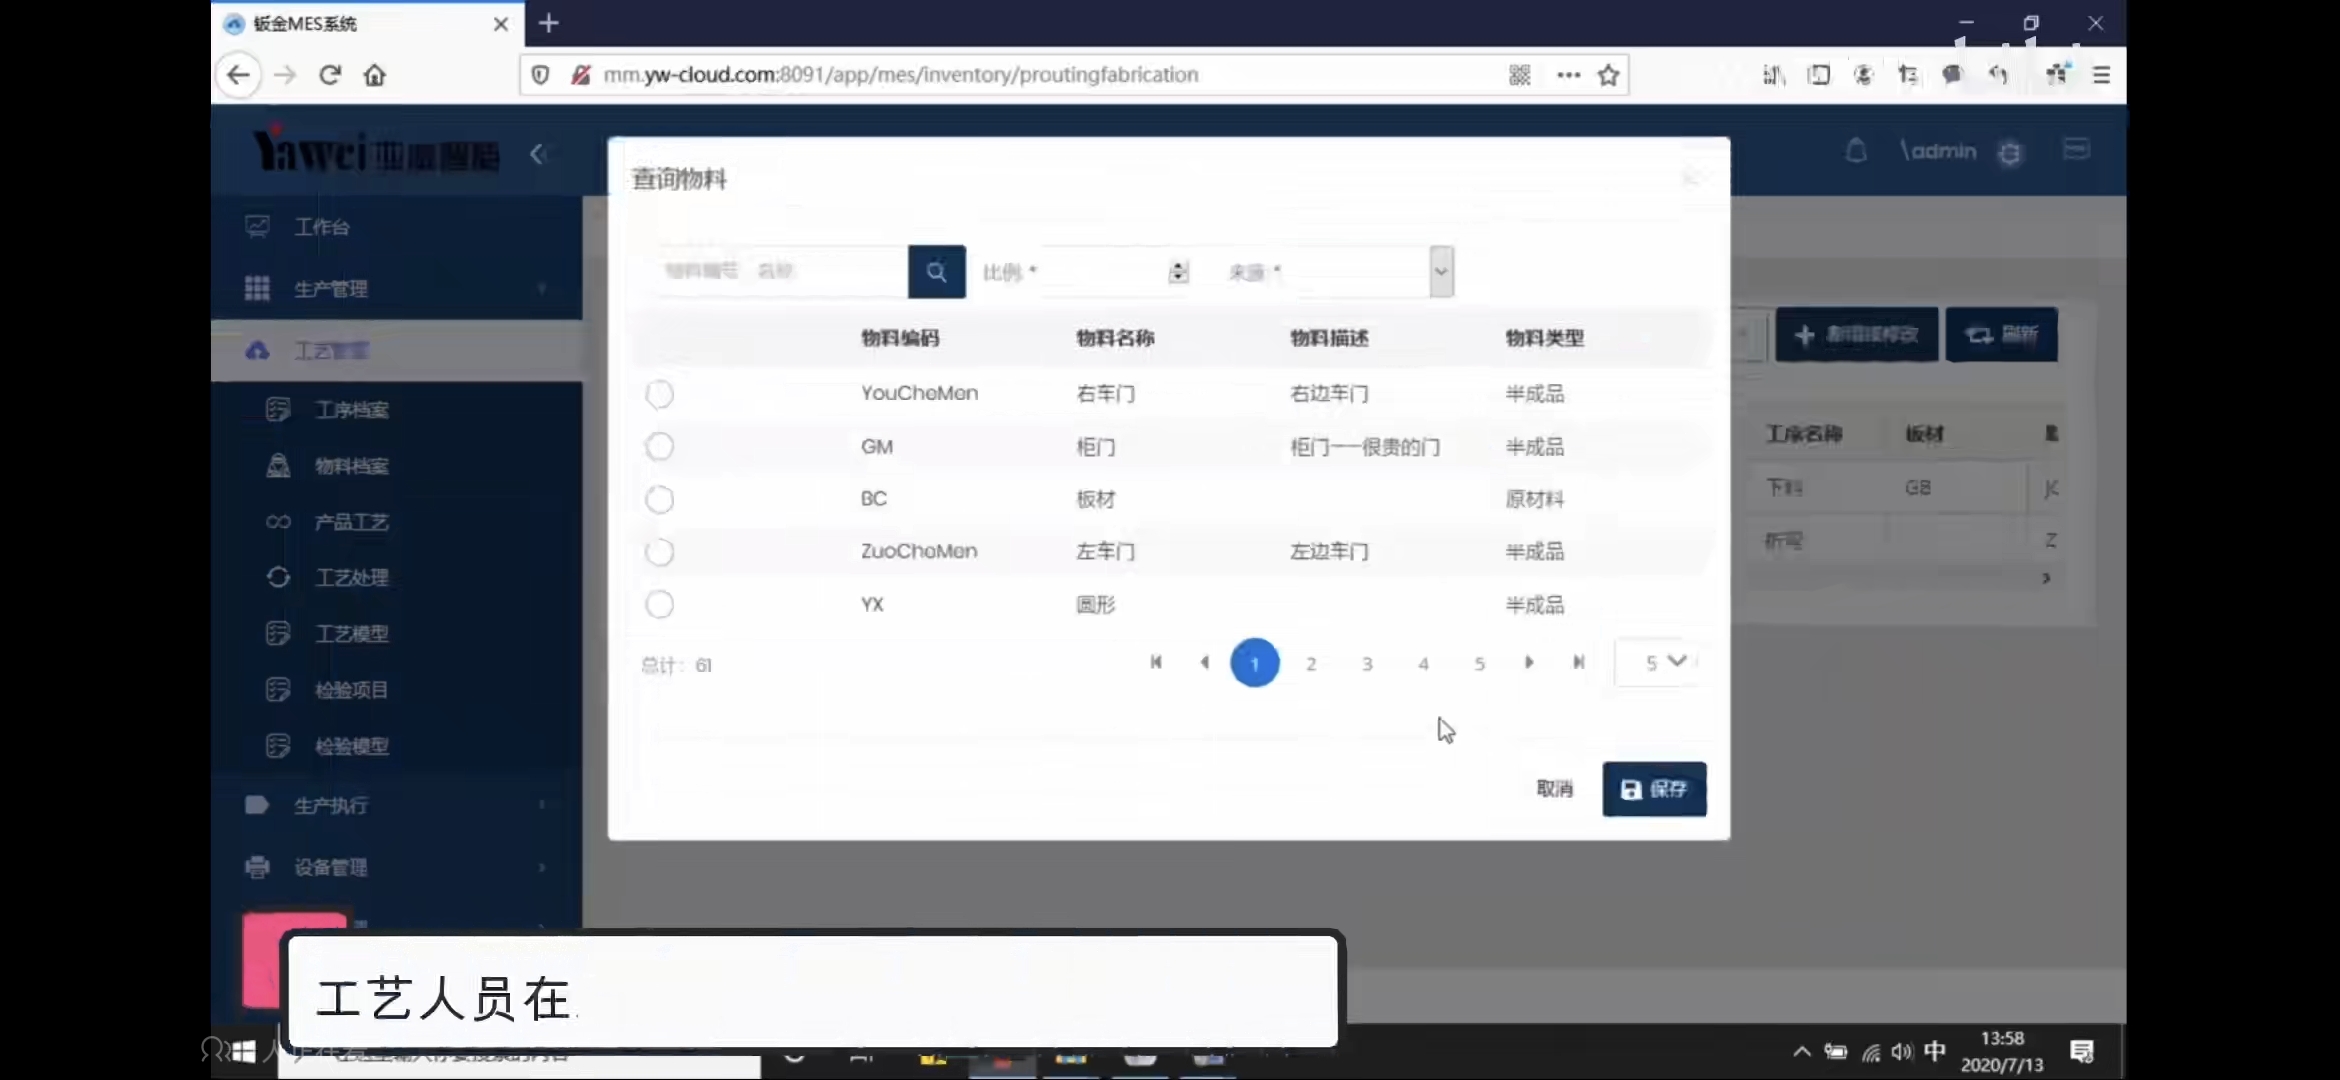 钣金MES系统
mm.yw-cloud.com:8091/app/mes/inventory/proutingfabrication
Yawei
\admin
工作台
生产管理
工艺管理
工序档案
物料档案
产品工艺
工艺处理
工艺模型
检验项目
检验模型
生产执行
设备管理
查询物料
物料编码 名称
比例 *
来源 *
物料编码 物料名称 物料描述 物料类型
YouCheMen 右车门 右边车门 半成品
GM 柜门 柜门——很贵的门 半成品
BC 板材 原材料
ZuoCheMen 左车门 左边车门 半成品
YX 圆形 半成品
总计: 61
1 2 3 4 5
5
取消 保存
刷新
工序名称 板材
下料 GB
折弯 Z
工艺人员在
中
13:58
2020/7/13